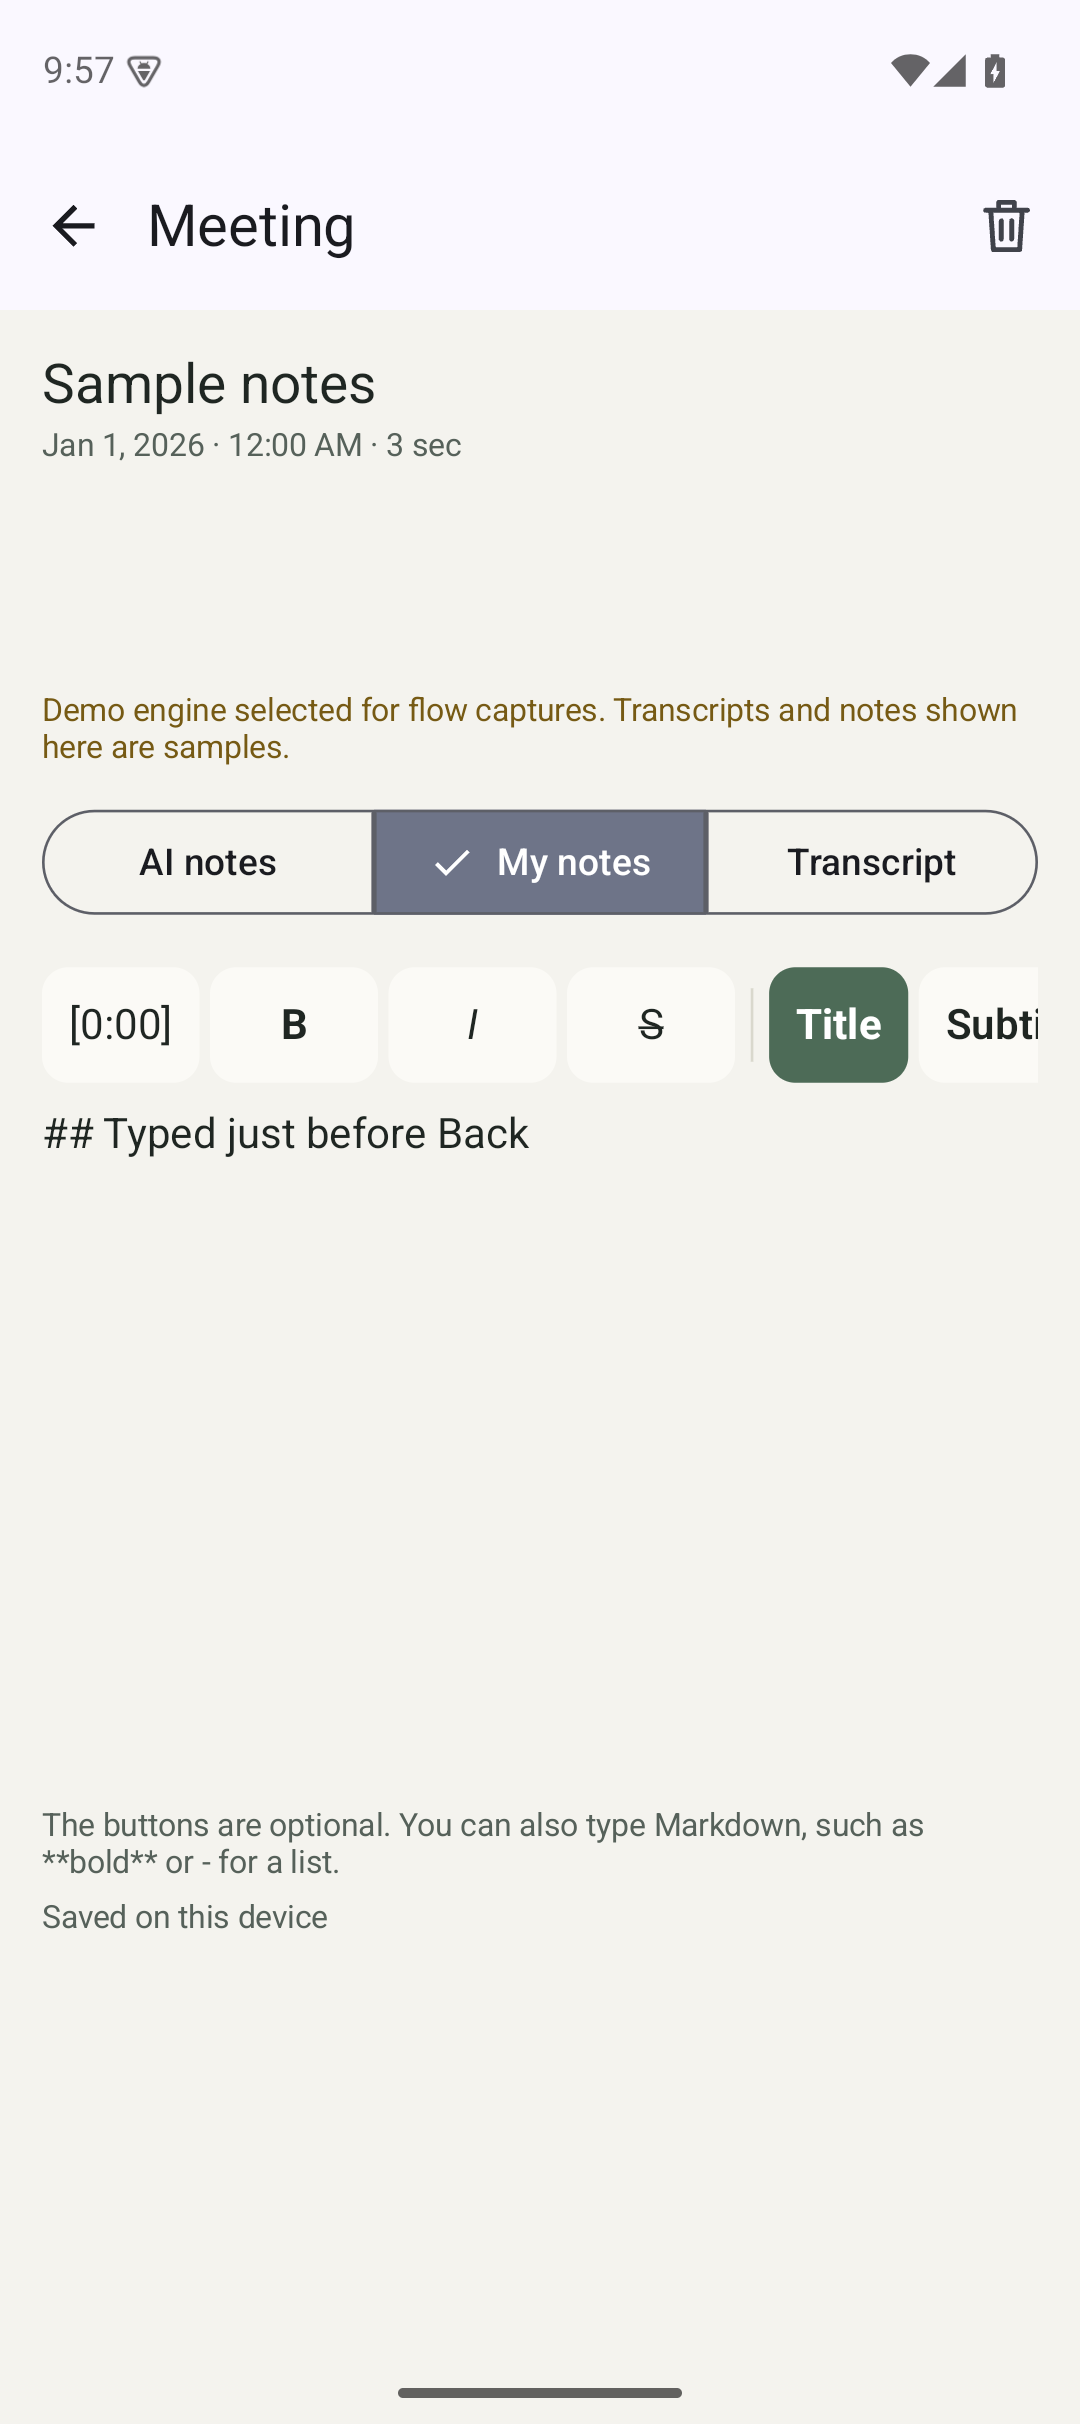 9:57
Meeting
Sample notes
Jan 1, 2026 · 12:00 AM · 3 sec
Demo engine selected for flow captures. Transcripts and notes shown
here are samples.
AI notes
My notes
Transcript
[0:00]
B
I
S
Title
Subti
## Typed just before Back
The buttons are optional. You can also type Markdown, such as
**bold** or - for a list.
Saved on this device